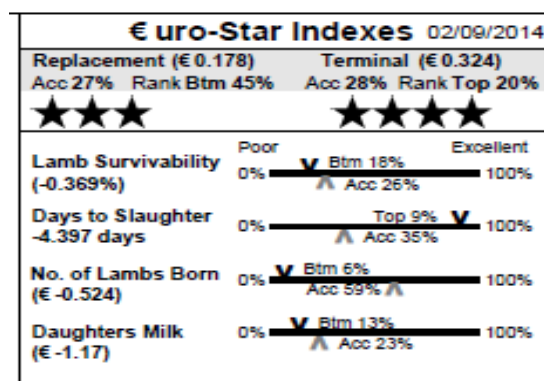 € uro-Star Indexes 02/09/2014
Replacement (€ 0.178) Terminal (€ 0.324)
Acc 27% Rank Btm 45% Acc 28% Rank Top 20%
Poor Excellent
Lamb Survivability 0% Btm 18% 100%
(-0.369%) Acc 26%
Days to Slaughter 0% Top 9% 100%
-4.397 days Acc 35%
No. of Lambs Born 0% Btm 6% 100%
(€ -0.524) Acc 59%
Daughters Milk 0% Btm 13% 100%
(€ -1.17) Acc 23%